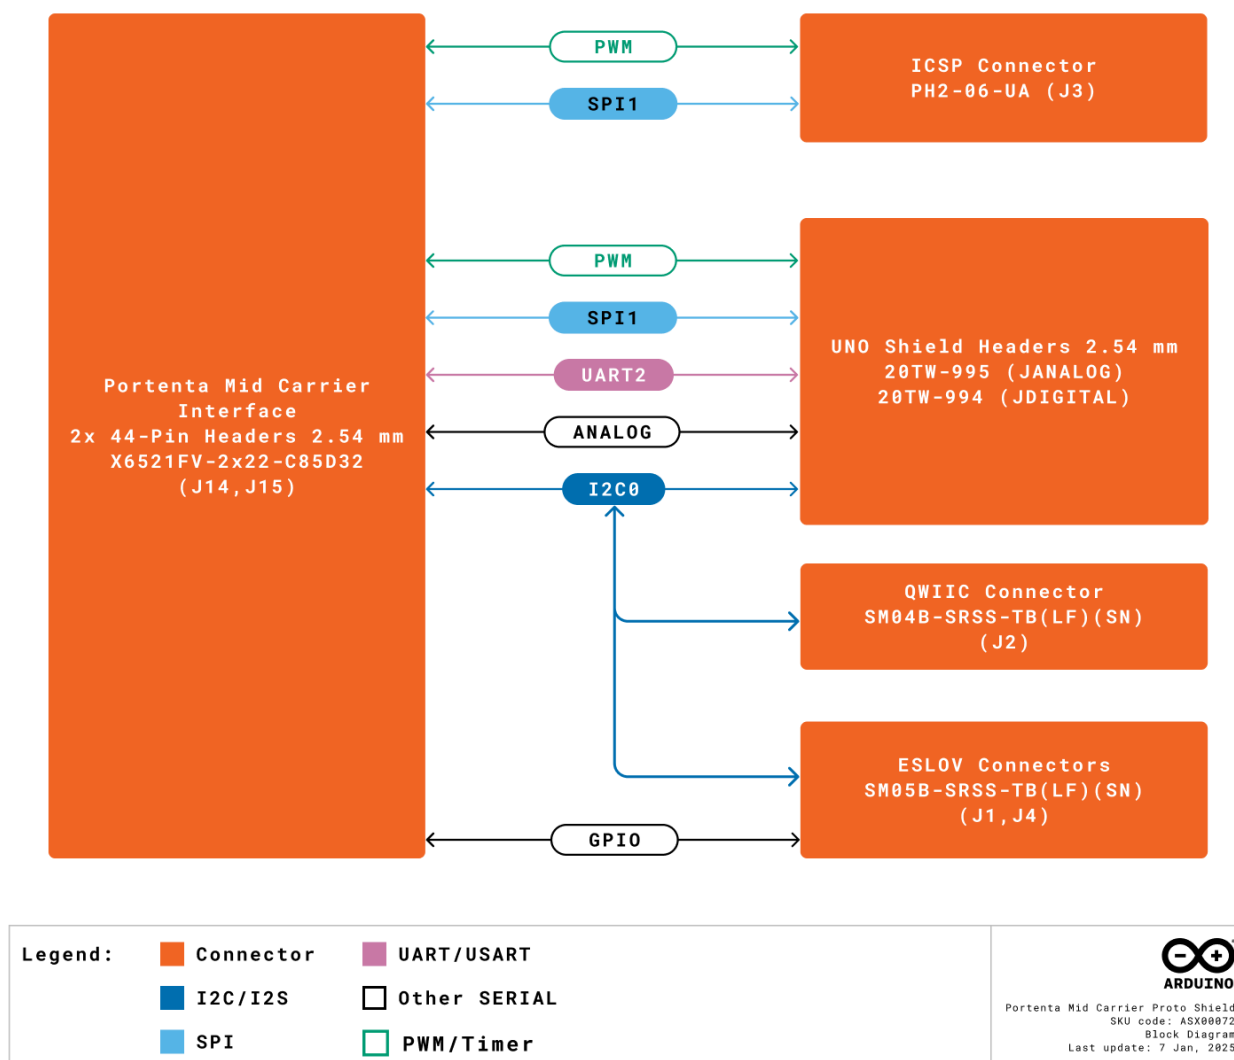 PWM
SPI1
ICSP Connector
PH2-06-UA (J3)
Portenta Mid Carrier
Interface
2x 44-Pin Headers 2.54 mm
X6521FV-2x22-C85D32
(J14,J15)
PWM
SPI1
UART2
ANALOG
I2C0
UNO Shield Headers 2.54 mm
20TW-995 (JANALOG)
20TW-994 (JDIGITAL)
QWIIC Connector
SM04B-SRSS-TB(LF)(SN)
(J2)
ESLOV Connectors
SM05B-SRSS-TB(LF)(SN)
(J1,J4)
GPIO
Legend:
Connector
I2C/I2S
SPI
UART/USART
Other SERIAL
PWM/Timer
ARDUINO
Portenta Mid Carrier Proto Shield
SKU code: ASX00072
Block Diagram
Last update: 7 Jan, 2025